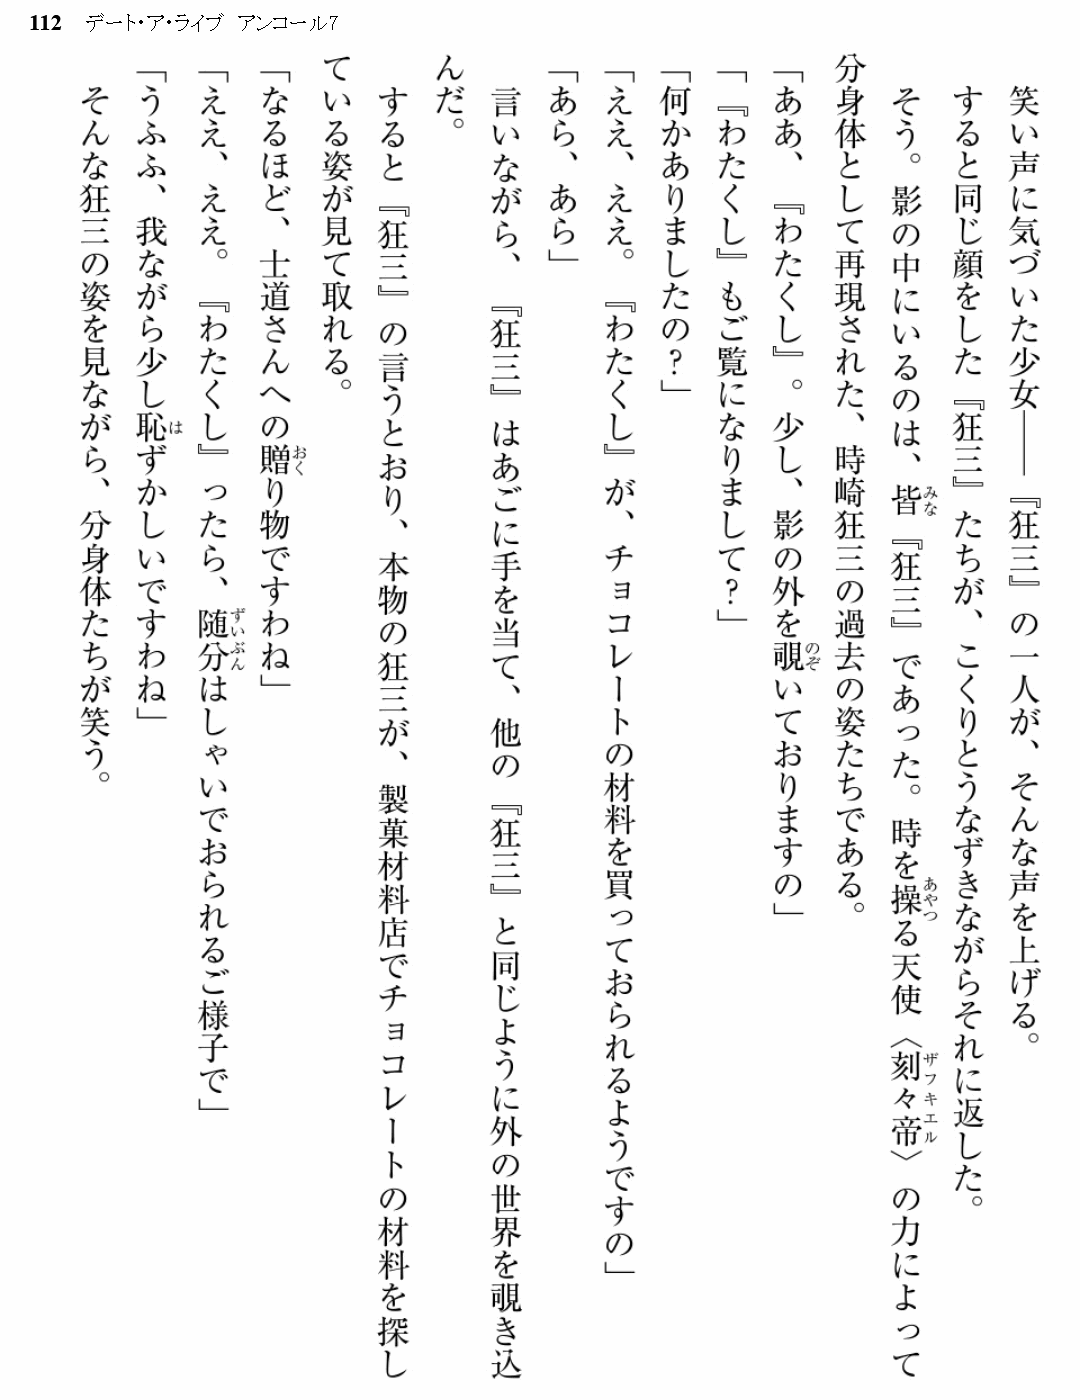 112 デート・ア・ライブ アンコール7
笑い声に気づいた少女――『狂三』の一人が、そんな声を上げる。
すると同じ顔をした『狂三』たちが、こくりとうなずきながらそれに返した。
そう。影の中にいるのは、皆『狂三』であった。時を操る天使〈刻々帝〉の力によって
分身体として再現された、時崎狂三の過去の姿たちである。
「ああ、『わたくし』。少し、影の外を覗いておりますの」
「『わたくし』もご覧になりまして？」
「何かありましたの？」
「ええ、ええ。『わたくし』が、チョコレートの材料を買っておられるようですの」
「あら、あら」
言いながら、『狂三』はあごに手を当て、他の『狂三』と同じように外の世界を覗き込
んだ。
すると『狂三』の言うとおり、本物の狂三が、製菓材料店でチョコレートの材料を探し
ている姿が見て取れる。
「なるほど、士道さんへの贈り物ですわね」
「ええ、ええ。『わたくし』ったら、随分はしゃいでおられるご様子で」
「うふふ、我ながら少し恥ずかしいですわね」
そんな狂三の姿を見ながら、分身体たちが笑う。
みな
あやつ
ザフキエル
のぞ
おく
ずいぶん
は